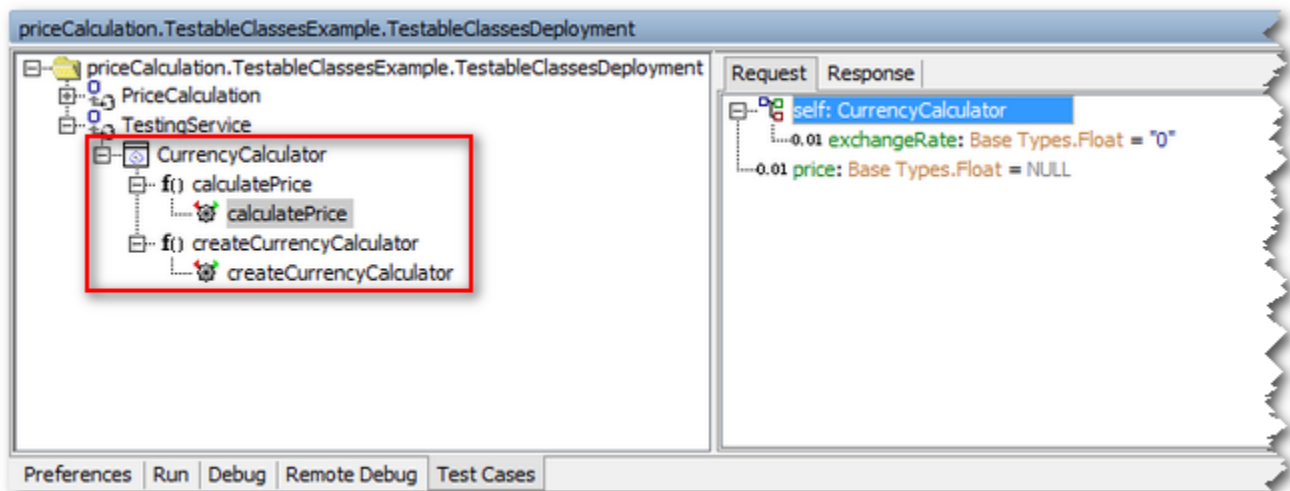 priceCalculation.TestableClassesExample.TestableClassesDeployment
priceCalculation.TestableClassesExample.TestableClassesDeployment
PriceCalculation
TestingService
CurrencyCalculator
f() calculatePrice
calculatePrice
f() createCurrencyCalculator
createCurrencyCalculator
Request Response
self: CurrencyCalculator
0.01 exchangeRate: Base Types.Float = "0"
0.01 price: Base Types.Float = NULL
Preferences Run Debug Remote Debug Test Cases